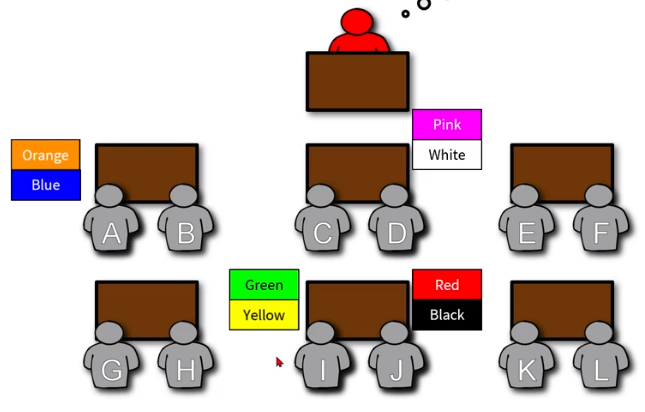 Pink
White
Orange
Blue
A B C D E F
Green
Yellow
Red
Black
G H I J K L